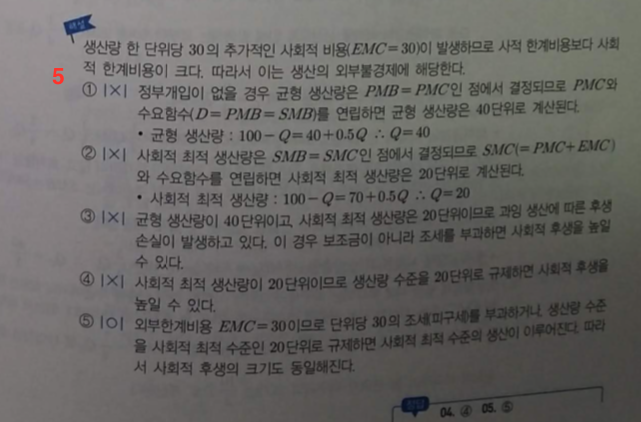 해설
생산량 한 단위당 30의 추가적인 사회적 비용(EMC=30)이 발생하므로 사적 한계비용보다 사회
5
적 한계비용이 크다. 따라서 이는 생산의 외부불경제에 해당한다.
① |×| 정부개입이 없을 경우 균형 생산량은 PMB=PMC인 점에서 결정되므로 PMC와
수요함수(D=PMB=SMB)를 연립하면 균형 생산량은 40단위로 계산된다.
• 균형 생산량 : 100-Q=40+0.5Q ∴ Q=40
② |×| 사회적 최적 생산량은 SMB=SMC인 점에서 결정되므로 SMC(=PMC+EMC)
와 수요함수를 연립하면 사회적 최적 생산량은 20단위로 계산된다.
• 사회적 최적 생산량 : 100-Q=70+0.5Q ∴ Q=20
③ |×| 균형 생산량이 40단위이고, 사회적 최적 생산량은 20단위이므로 과잉 생산에 따른 후생
손실이 발생하고 있다. 이 경우 보조금이 아니라 조세를 부과하면 사회적 후생을 높일
수 있다.
④ |×| 사회적 최적 생산량이 20단위이므로 생산량 수준을 20단위로 규제하면 사회적 후생을
높일 수 있다.
⑤ |○| 외부한계비용 EMC=30이므로 단위당 30의 조세(피구세)를 부과하거나, 생산량 수준
을 사회적 최적 수준인 20단위로 규제하면 사회적 최적 수준의 생산이 이루어진다. 따라
서 사회적 후생의 크기도 동일해진다.
정답 04. ④ 05. ⑤